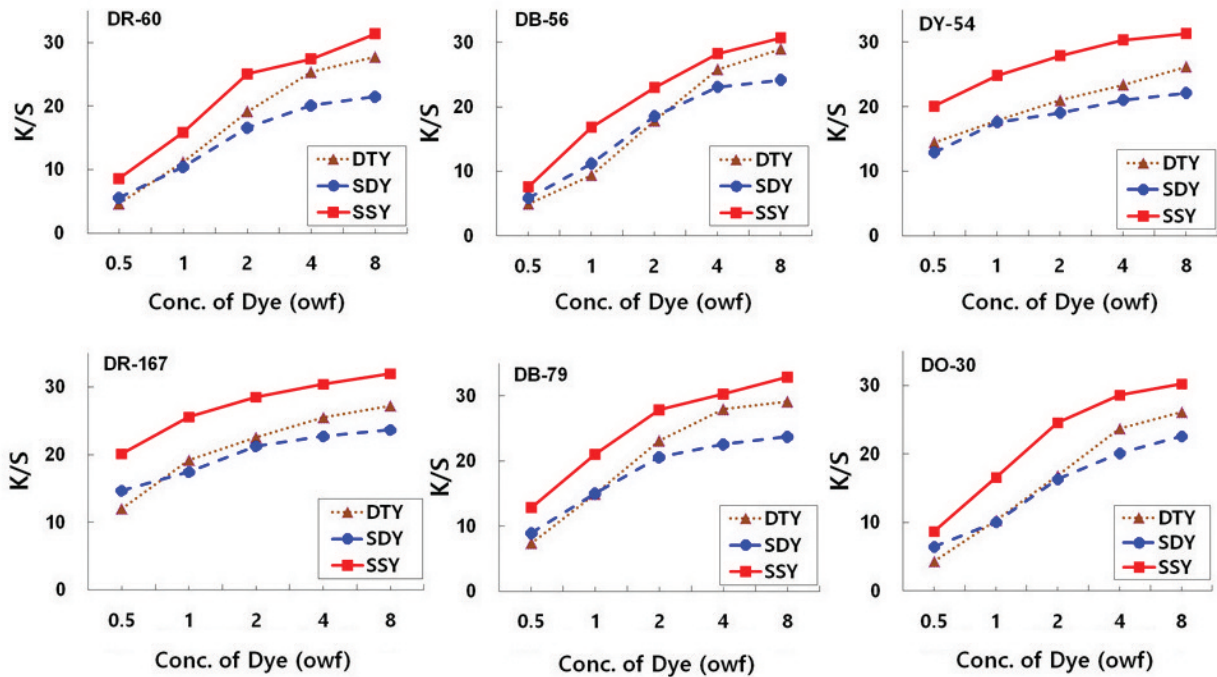 DR-60
K/S
30
20
10
0
DTY
SDY
SSY
0.5 1 2 4 8
Conc. of Dye (owf)
DB-56
K/S
30
20
10
0
DTY
SDY
SSY
0.5 1 2 4 8
Conc. of Dye (owf)
DY-54
K/S
30
20
10
0
DTY
SDY
SSY
0.5 1 2 4 8
Conc. of Dye (owf)
DR-167
K/S
30
20
10
0
DTY
SDY
SSY
0.5 1 2 4 8
Conc. of Dye (owf)
DB-79
K/S
30
20
10
0
DTY
SDY
SSY
0.5 1 2 4 8
Conc. of Dye (owf)
DO-30
K/S
30
20
10
0
DTY
SDY
SSY
0.5 1 2 4 8
Conc. of Dye (owf)